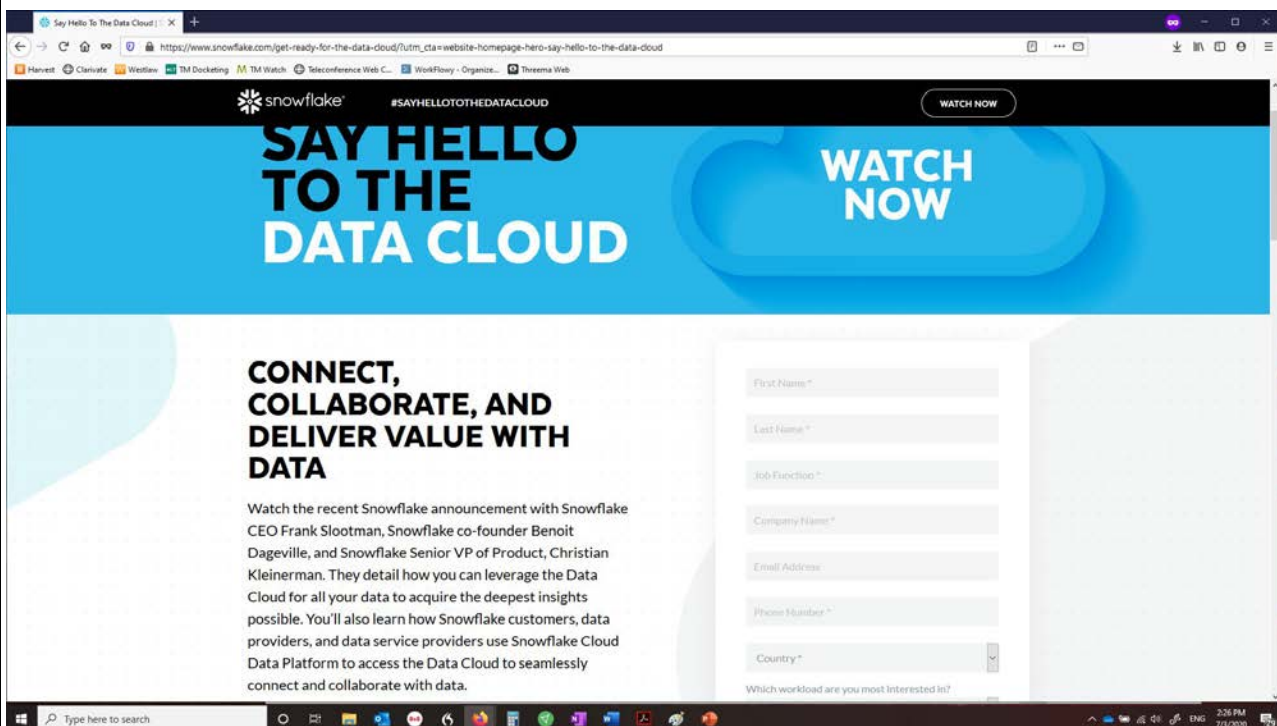 Say Hello To The Data Cloud |
https://www.snowflake.com/get-ready-for-the-data-cloud/?utm_cta=website-homepage-hero-say-hello-to-the-data-cloud
Harvest Clarivate Westlaw TM Docketing TM Watch Teleconference Web C... WorkFlowy - Organize... Threema Web
snowflake® #SAYHELLOTOTHEDATACLOUD WATCH NOW
SAY HELLO
TO THE
DATA CLOUD
WATCH
NOW
CONNECT,
COLLABORATE, AND
DELIVER VALUE WITH
DATA
Watch the recent Snowflake announcement with Snowflake
CEO Frank Slootman, Snowflake co-founder Benoit
Dageville, and Snowflake Senior VP of Product, Christian
Kleinerman. They detail how you can leverage the Data
Cloud for all your data to acquire the deepest insights
possible. You'll also learn how Snowflake customers, data
providers, and data service providers use Snowflake Cloud
Data Platform to access the Data Cloud to seamlessly
connect and collaborate with data.
First Name *
Last Name *
Job Function *
Company Name *
Email Address
Phone Number *
Country *
Which workload are you most interested in?
Type here to search
ENG
2:26 PM
7/1/2020